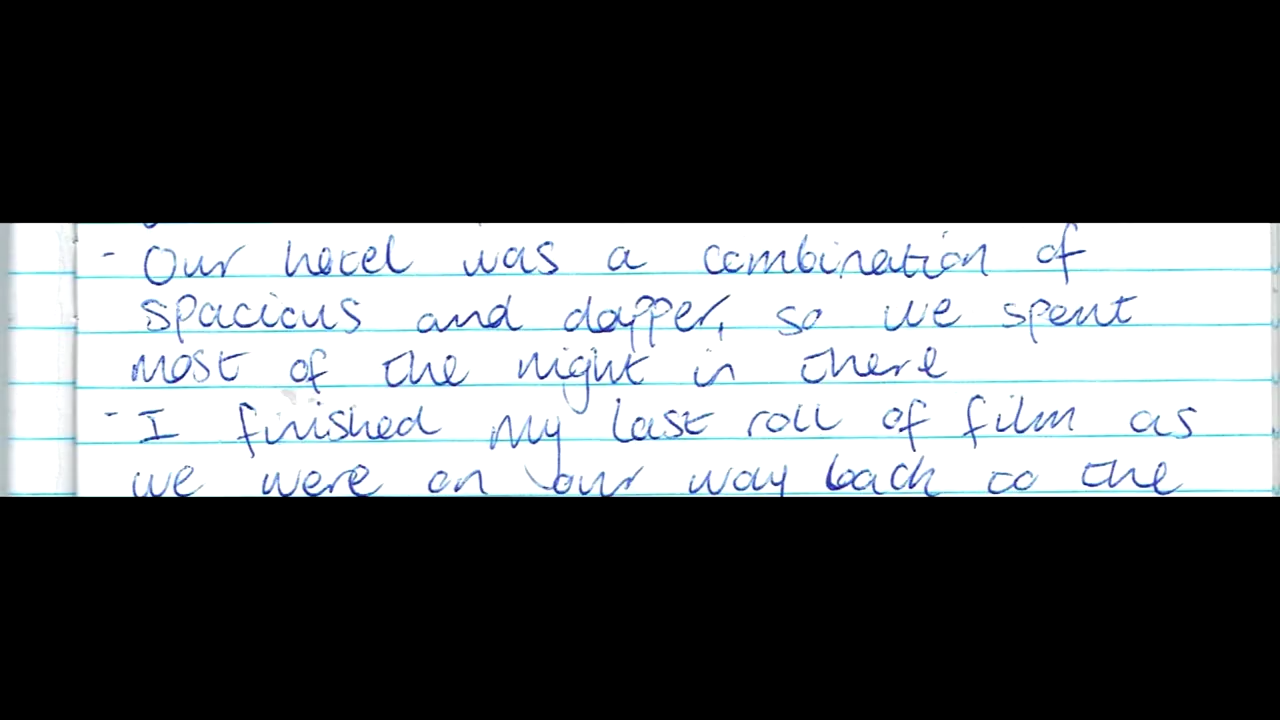 - Our hotel was a combination of
spacious and dapper, so we spent
most of the night in there
- I finished my last roll of film as
we were on our way back to the